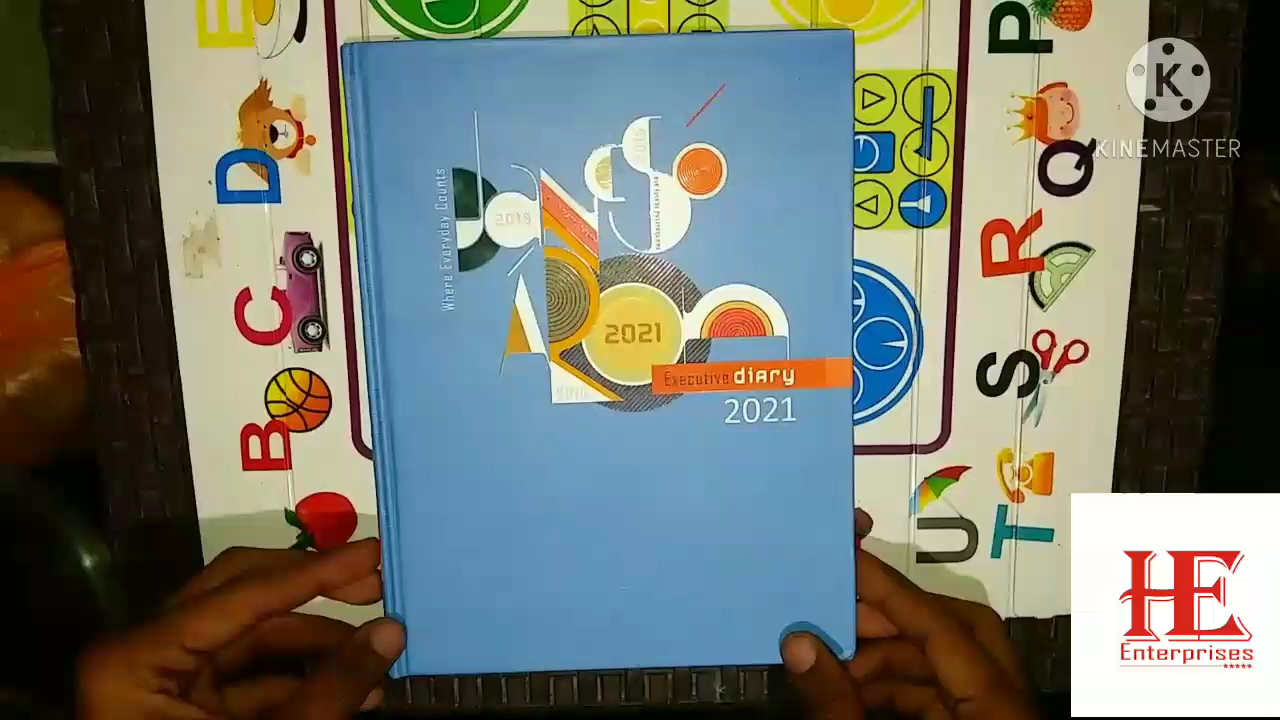 E
P
K
KINEMASTER
D
Q
Where Everyday Counts
2019
R
C
2021
Executive diary
2021
S
B
U
T
HE
Enterprises